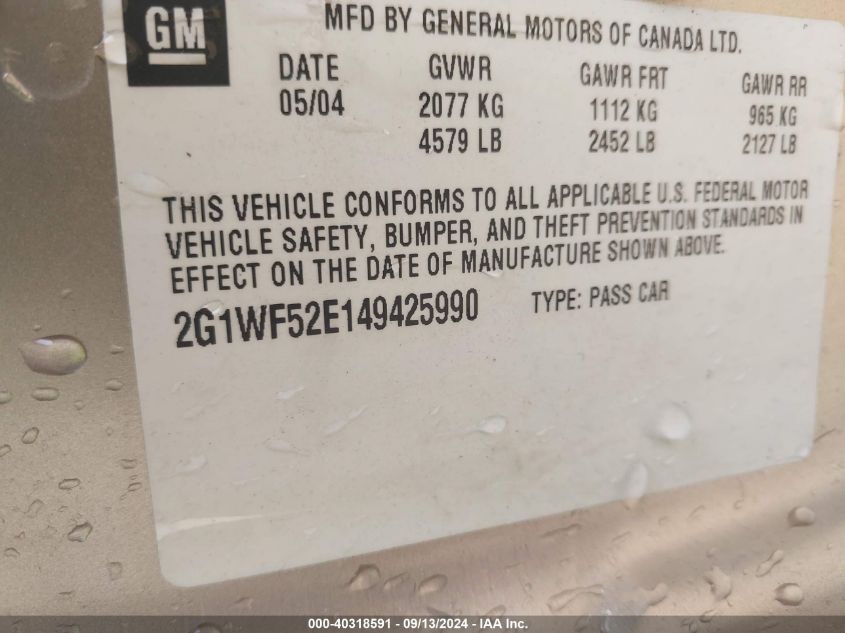 GM
MFD BY GENERAL MOTORS OF CANADA LTD.
DATE GVWR GAWR FRT GAWR RR
05/04 2077 KG 1112 KG 965 KG
4579 LB 2452 LB 2127 LB
THIS VEHICLE CONFORMS TO ALL APPLICABLE U.S. FEDERAL MOTOR
VEHICLE SAFETY, BUMPER, AND THEFT PREVENTION STANDARDS IN
EFFECT ON THE DATE OF MANUFACTURE SHOWN ABOVE.
2G1WF52E149425990 TYPE: PASS CAR
000-40318591 - 09/13/2024 - IAA Inc.